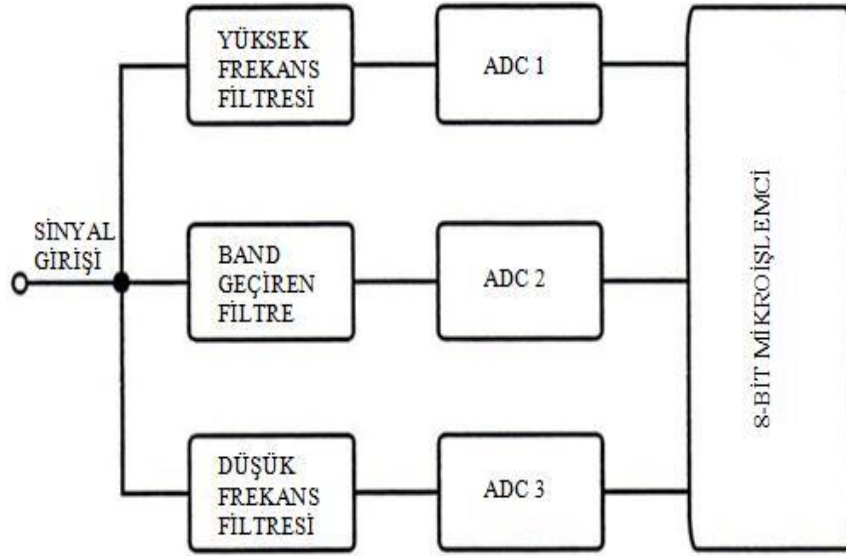 YÜKSEK
FREKANS
FİLTRESİ
ADC 1
SİNYAL
GİRİŞİ
BAND
GEÇİREN
FİLTRE
ADC 2
8-BİT MİKROİŞLEMCİ
DÜŞÜK
FREKANS
FİLTRESİ
ADC 3